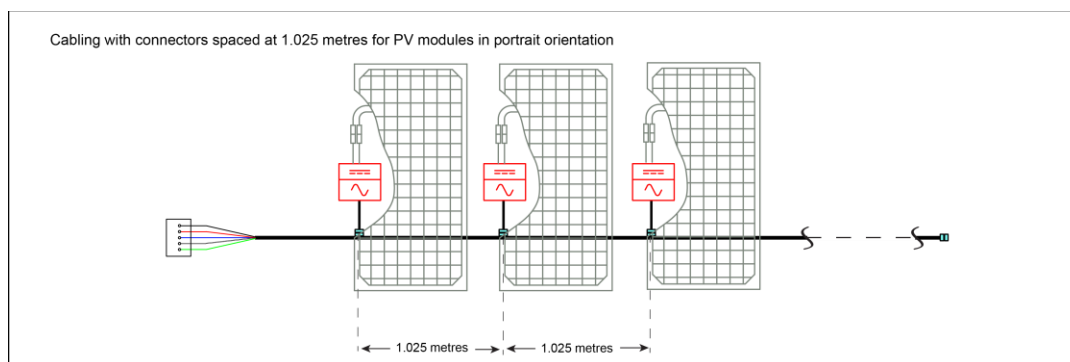 Cabling with connectors spaced at 1.025 metres for PV modules in portrait orientation
1.025 metres
1.025 metres